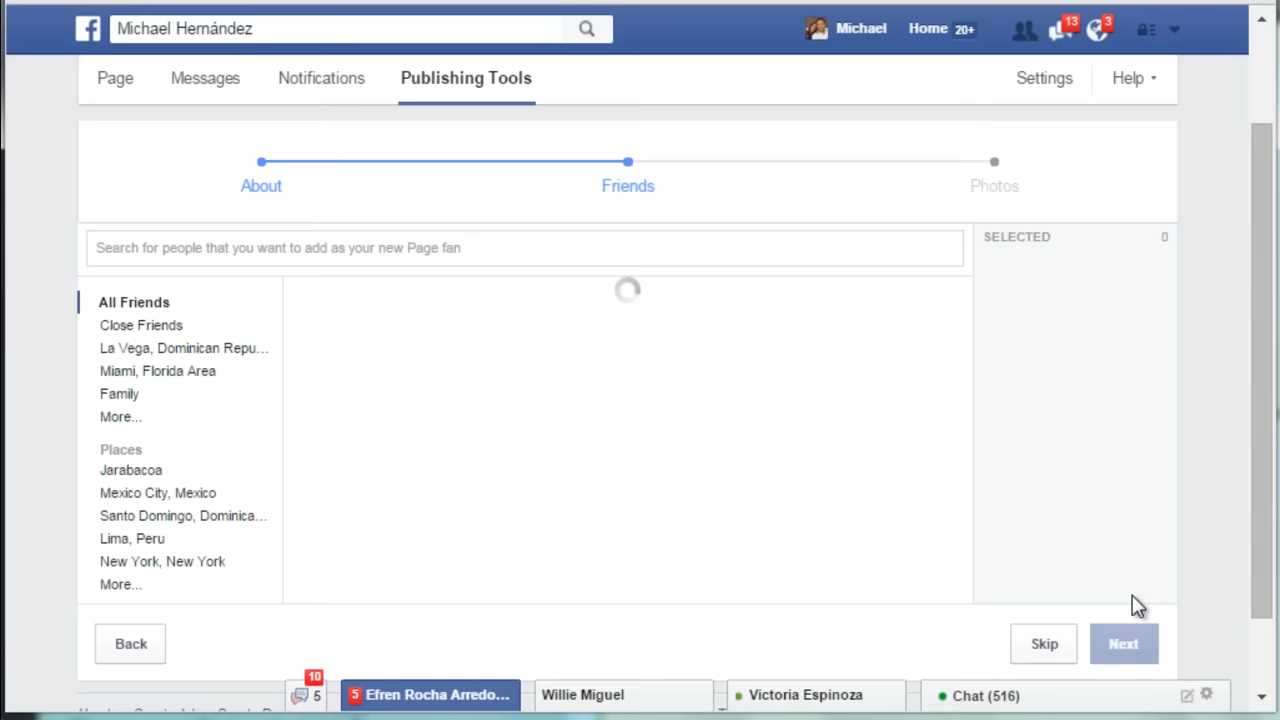 f Michael Hernández
Michael Home 20+ 13 3
Page Messages Notifications Publishing Tools Settings Help
About Friends Photos
Search for people that you want to add as your new Page fan
SELECTED 0
All Friends
Close Friends
La Vega, Dominican Repu...
Miami, Florida Area
Family
More...
Places
Jarabacoa
Mexico City, Mexico
Santo Domingo, Dominica...
Lima, Peru
New York, New York
More...
Back Skip Next
10
5 5 Efren Rocha Arredo... Willie Miguel Victoria Espinoza Chat (516)